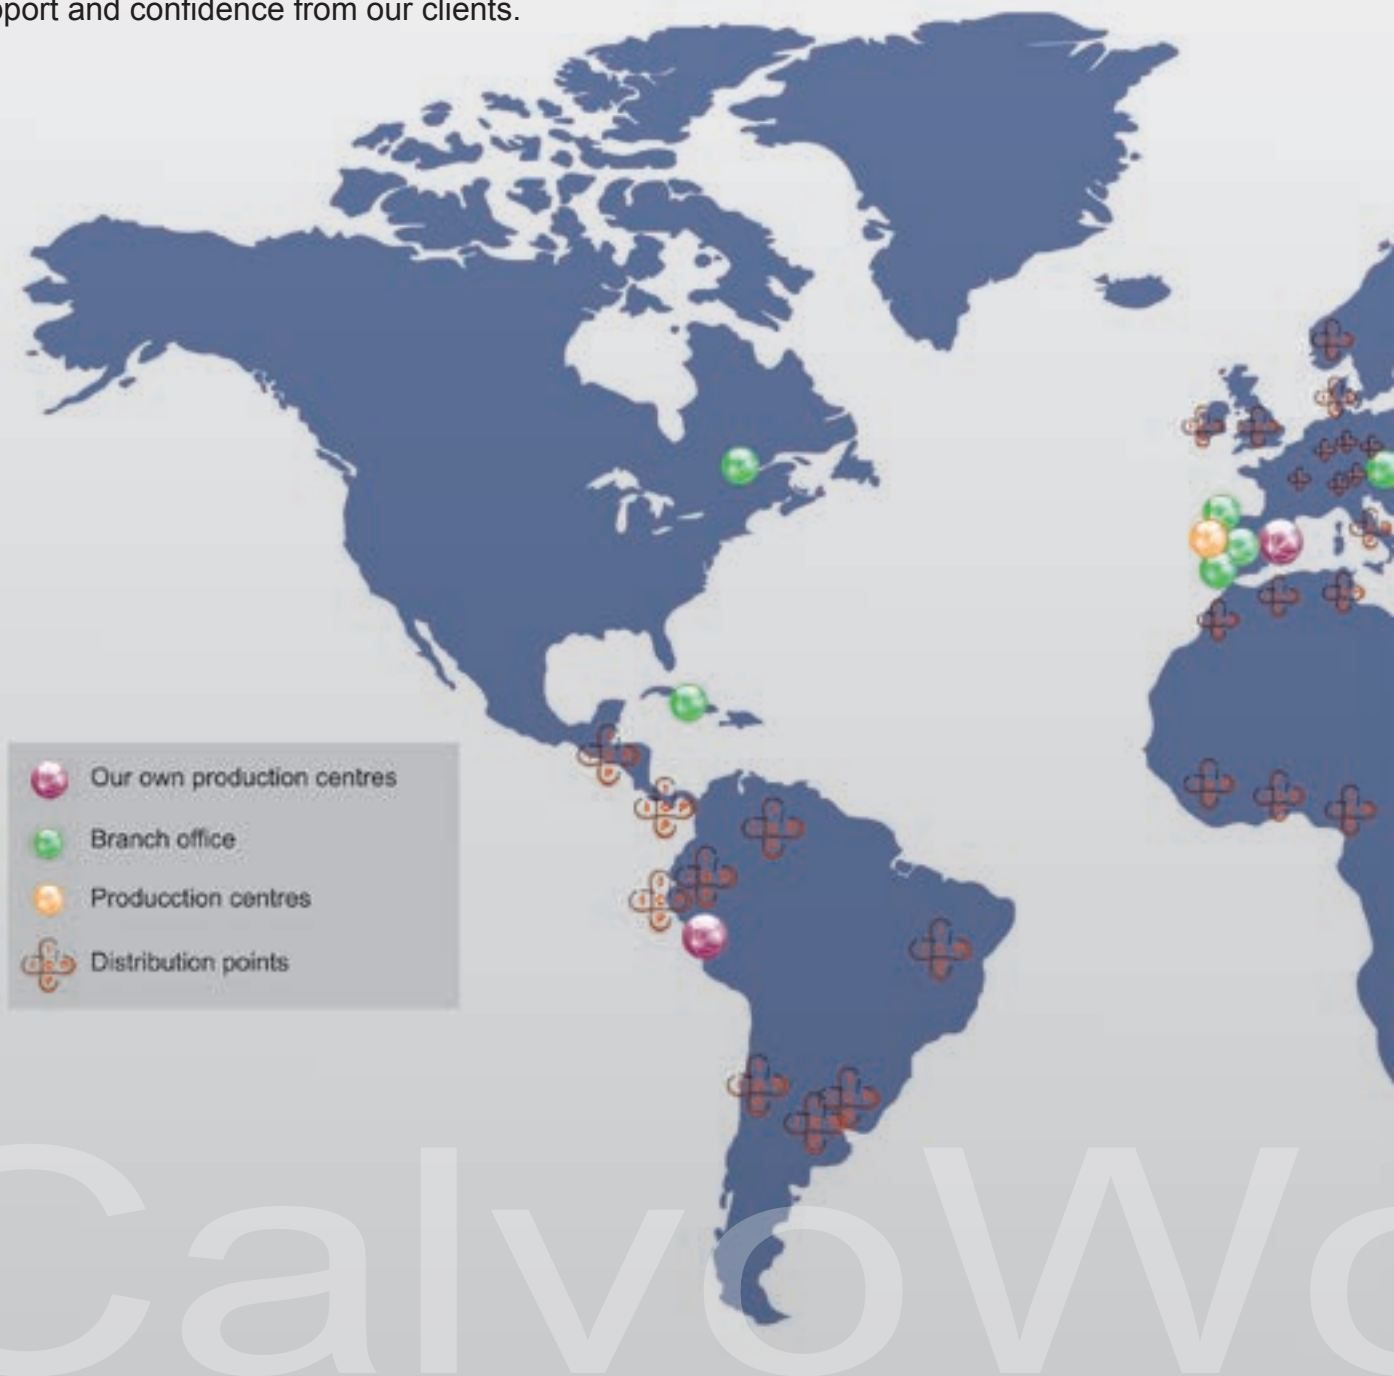 pport and confidence from our clients.
Our own production centres
Branch office
Producction centres
Distribution points
CalvoWo